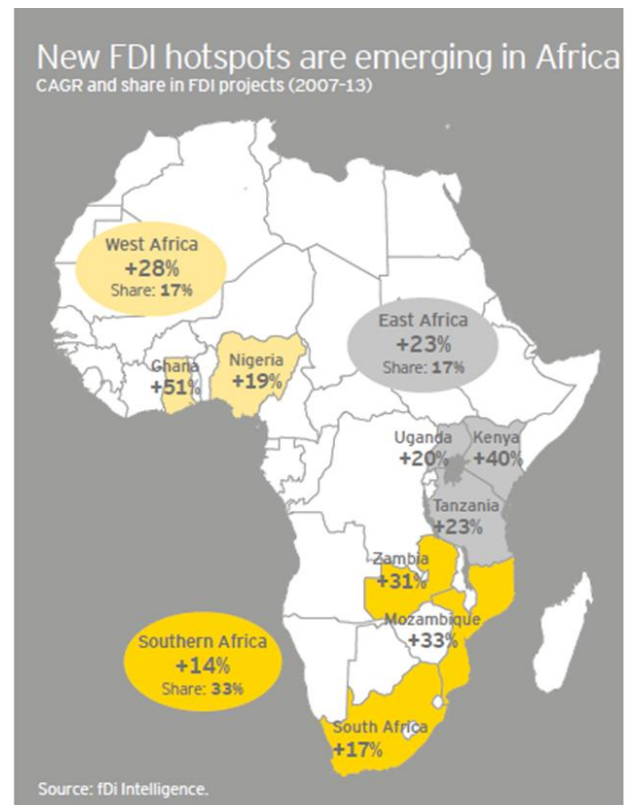 New FDI hotspots are emerging in Africa
CAGR and share in FDI projects (2007-13)
West Africa
+28%
Share: 17%
East Africa
+23%
Share: 17%
Ghana
+51%
Nigeria
+19%
Uganda
+20%
Kenya
+40%
Tanzania
+23%
Zambia
+31%
Mozambique
+33%
Southern Africa
+14%
Share: 33%
South Africa
+17%
Source: fDi Intelligence.